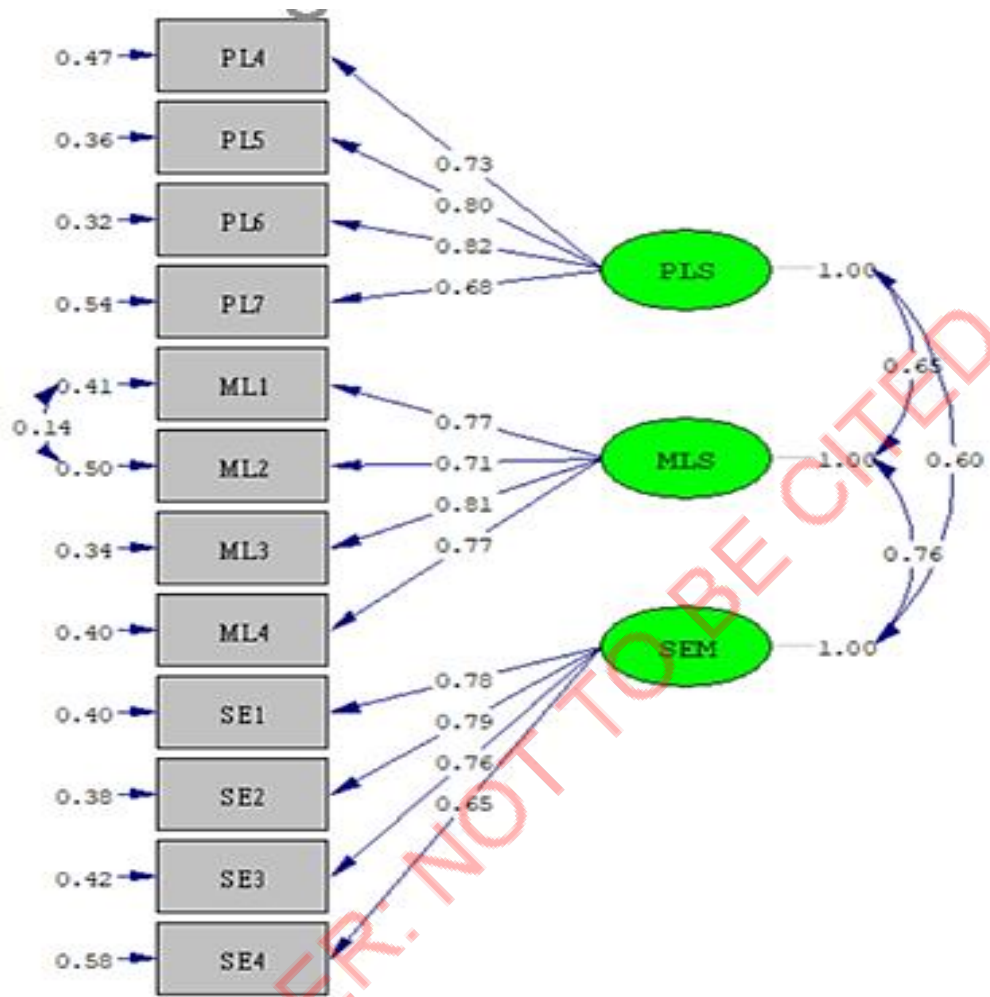 0.47 PL4
0.73
0.36 PL5
0.80
0.32 PL6
0.82
PLS 1.00
0.54 PL7
0.68
0.41 ML1
0.65
0.77
0.14
0.50 ML2
0.71
MLS 1.00 0.60
0.81
0.34 ML3
0.77
0.76
0.40 ML4
SEM 1.00
0.78
0.40 SE1
0.79
0.76
0.38 SE2
0.65
0.42 SE3
0.58 SE4
ER: NOT TO BE CITED